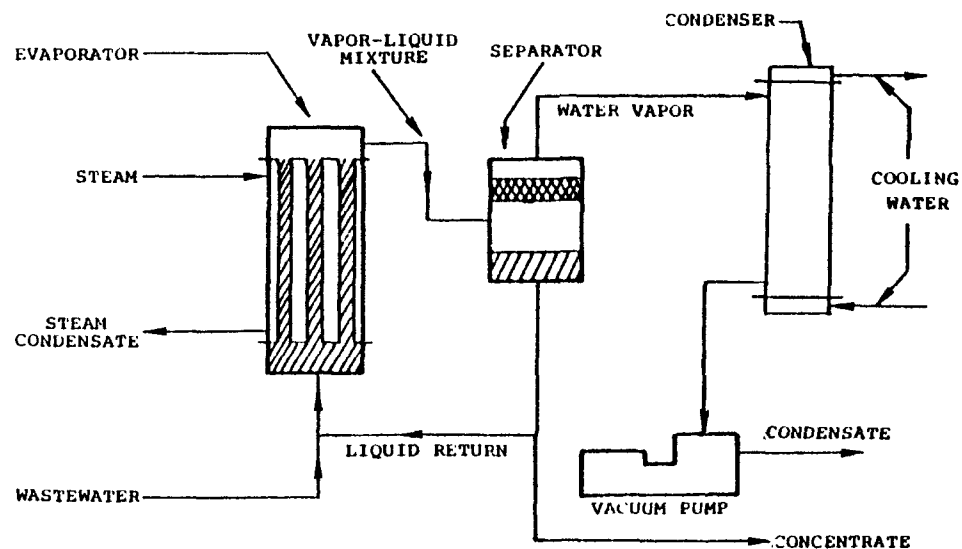 CONDENSER
EVAPORATOR
VAPOR-LIQUID
MIXTURE
SEPARATOR
WATER VAPOR
STEAM
COOLING
WATER
STEAM
CONDENSATE
LIQUID RETURN
CONDENSATE
WASTEWATER
VACUUM PUMP
CONCENTRATE